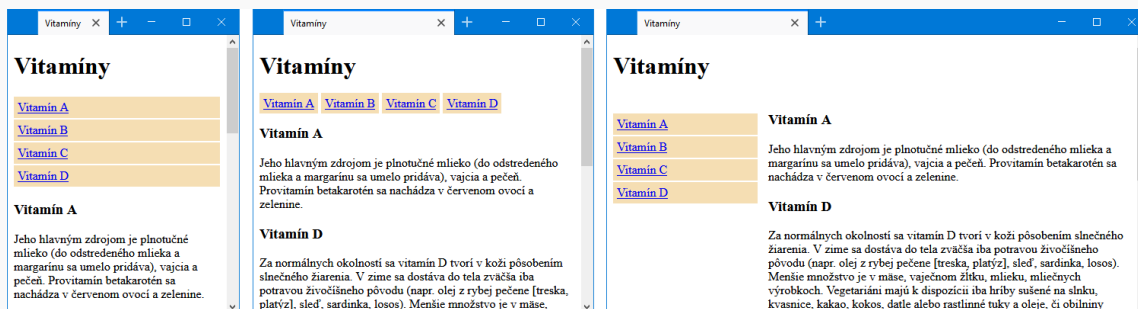 Vitamíny
Vitamíny
Vitamín A
Vitamín B
Vitamín C
Vitamín D
Vitamín A
Jeho hlavným zdrojom je plnotučné
mlieko (do odstredeného mlieka a
margarínu sa umelo pridáva), vajcia a
pečeň. Provitamín betakarotén sa
nachádza v červenom ovocí a zelenine.
Vitamíny
Vitamíny
Vitamín A Vitamín B Vitamín C Vitamín D
Vitamín A
Jeho hlavným zdrojom je plnotučné mlieko (do odstredeného
mlieka a margarínu sa umelo pridáva), vajcia a pečeň.
Provitamín betakarotén sa nachádza v červenom ovocí a
zelenine.
Vitamín D
Za normálnych okolností sa vitamín D tvorí v koži pôsobením
slnečného žiarenia. V zime sa dostáva do tela zväčša iba
potravou živočíšneho pôvodu (napr. olej z rybej pečene [treska,
platýz], sleď, sardinka, losos). Menšie množstvo je v mäse,
Vitamíny
Vitamíny
Vitamín A
Vitamín B
Vitamín C
Vitamín D
Vitamín A
Jeho hlavným zdrojom je plnotučné mlieko (do odstredeného mlieka a
margarínu sa umelo pridáva), vajcia a pečeň. Provitamín betakarotén sa
nachádza v červenom ovocí a zelenine.
Vitamín D
Za normálnych okolností sa vitamín D tvorí v koži pôsobením slnečného
žiarenia. V zime sa dostáva do tela zväčša iba potravou živočíšneho
pôvodu (napr. olej z rybej pečene [treska, platýz], sleď, sardinka, losos).
Menšie množstvo je v mäse, vaječnom žĺtku, mlieku, mliečnych
výrobkoch. Vegetariáni majú k dispozícii iba hríby sušené na slnku,
kvasnice, kakao, kokos, datle alebo rastlinné tuky a oleje, či obilniny